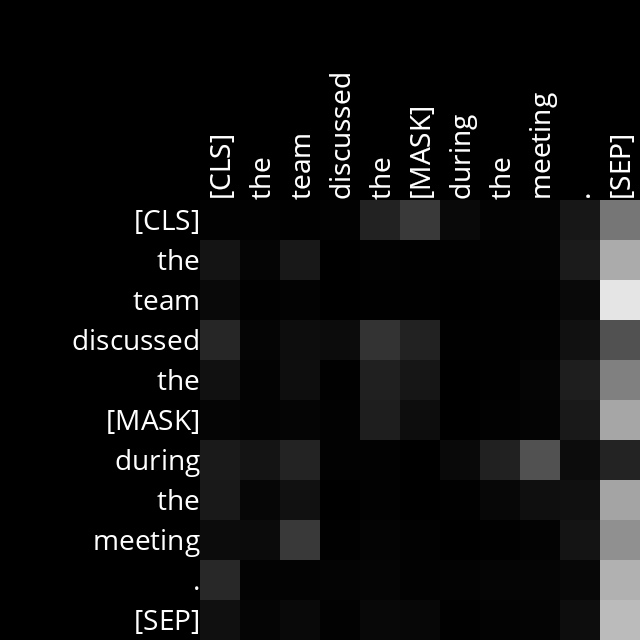 [CLS] the team discussed the [MASK] during the meeting . [SEP]
[CLS]
the
team
discussed
the
[MASK]
during
the
meeting
.
[SEP]